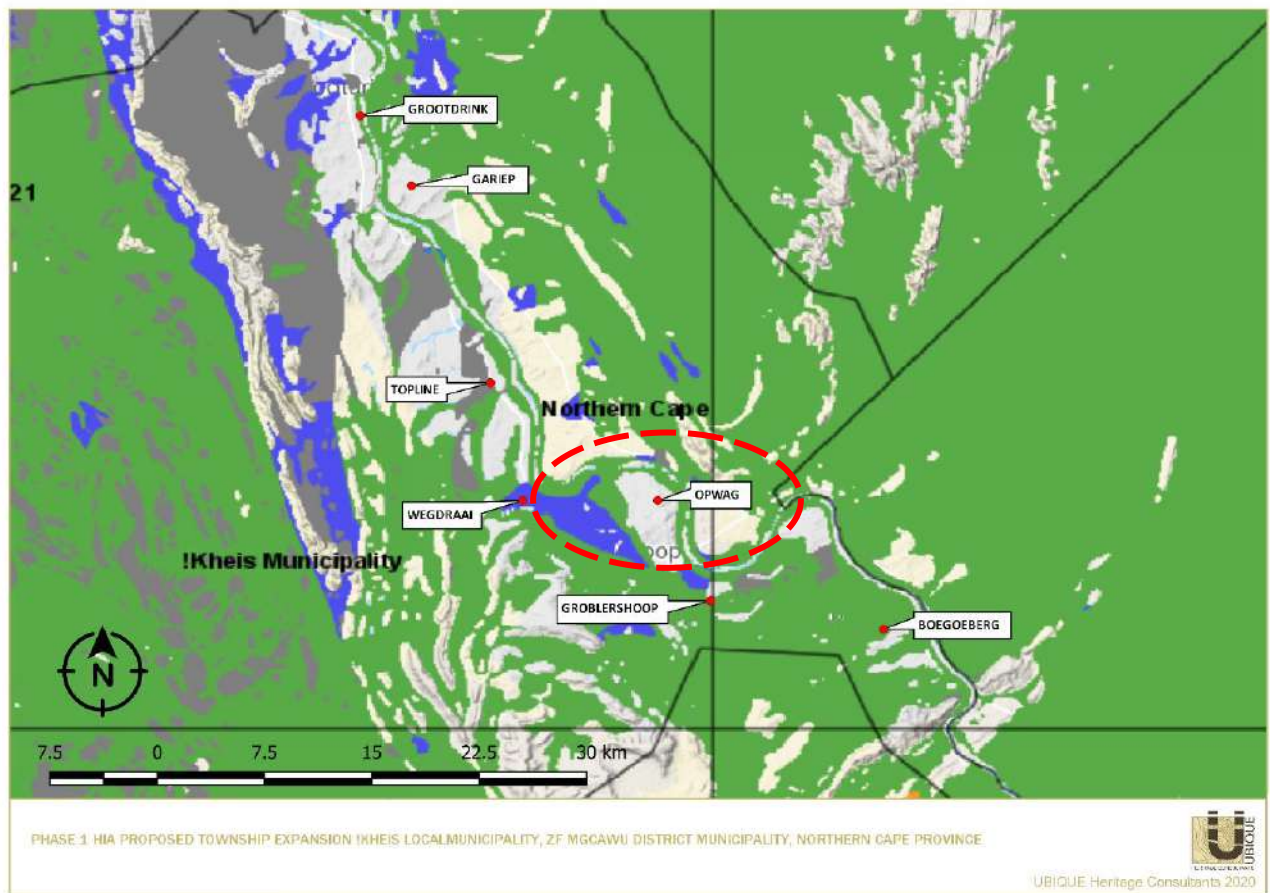 GROOTDRINK
GARIEP
21
TOPLINE
Northern Cape
OPWAG
WEGDRAAI
!Kheis Municipality
GROBLERSHOOP
BOEGOEBERG
N
7.5 0 7.5 15 22.5 30 km
PHASE 1 HIA PROPOSED TOWNSHIP EXPANSION !KHEIS LOCALMUNICIPALITY, ZF MGCAWU DISTRICT MUNICIPALITY, NORTHERN CAPE PROVINCE
UBIQUE
UBIQUE Heritage Consultants 2020